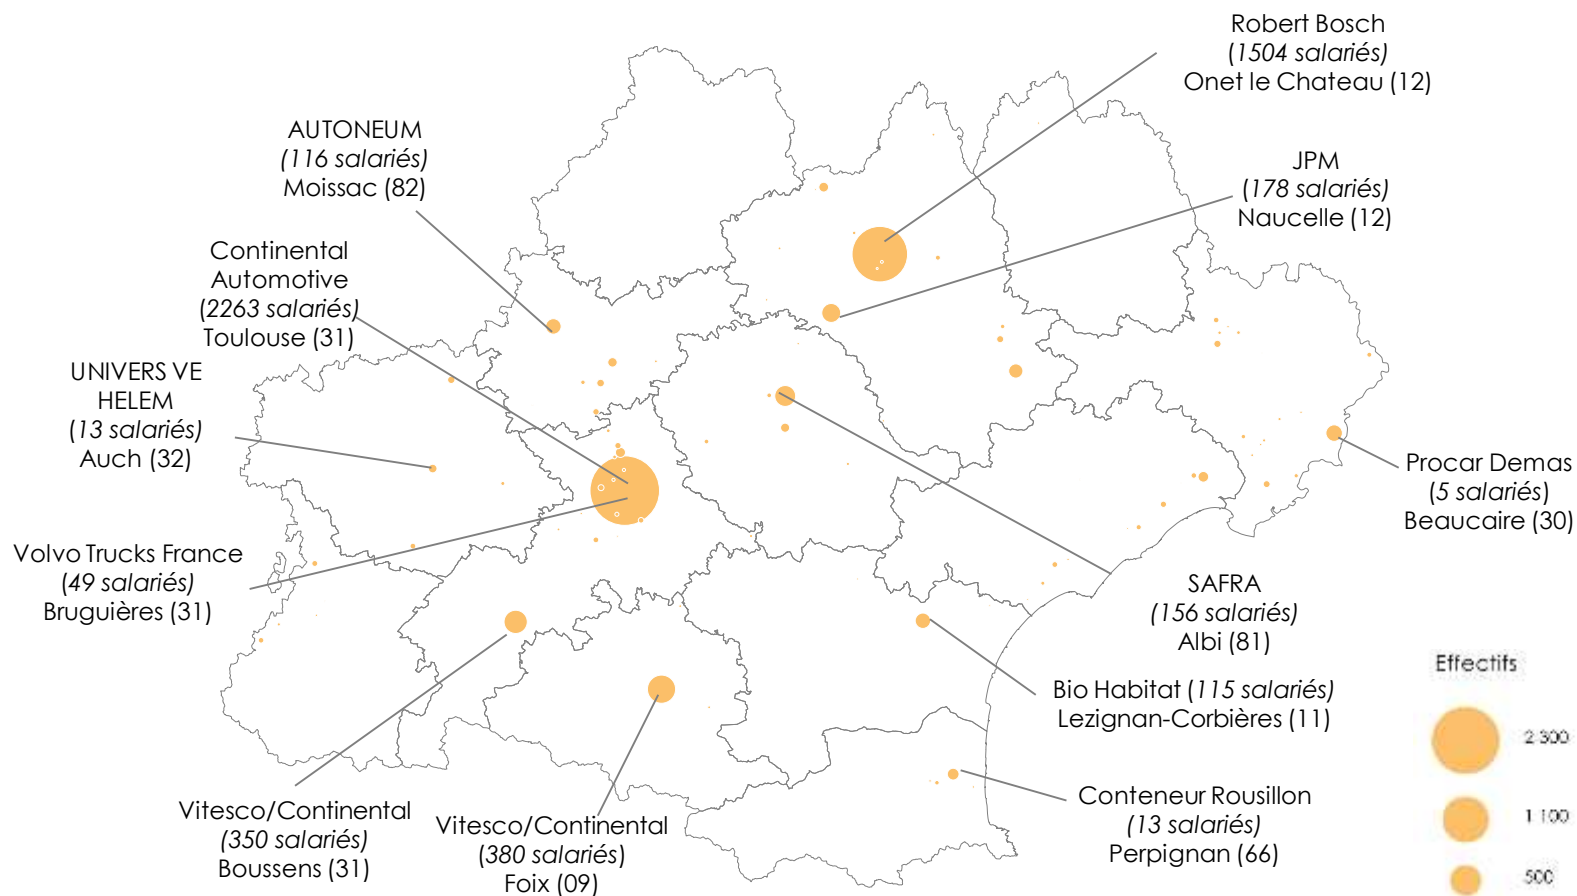 Robert Bosch
(1504 salariés)
Onet le Chateau (12)
AUTONEUM
(116 salariés)
Moissac (82)
JPM
(178 salariés)
Naucelle (12)
Continental
Automotive
(2263 salariés)
Toulouse (31)
UNIVERS VE
HELEM
(13 salariés)
Auch (32)
Procar Demas
(5 salariés)
Beaucaire (30)
Volvo Trucks France
(49 salariés)
Bruguières (31)
SAFRA
(156 salariés)
Albi (81)
Bio Habitat (115 salariés)
Lezignan-Corbières (11)
Conteneur Rousillon
(13 salariés)
Perpignan (66)
Vitesco/Continental
(350 salariés)
Boussens (31)
Vitesco/Continental
(380 salariés)
Foix (09)
Effectifs
2 300
1 100
500